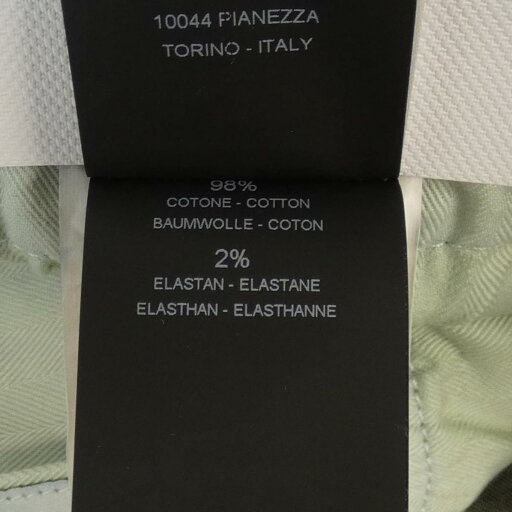 10044 PIANEZZA
TORINO - ITALY
98%
COTONE - COTTON
BAUMWOLLE - COTON
2%
ELASTAN - ELASTANE
ELASTHAN - ELASTHANNE